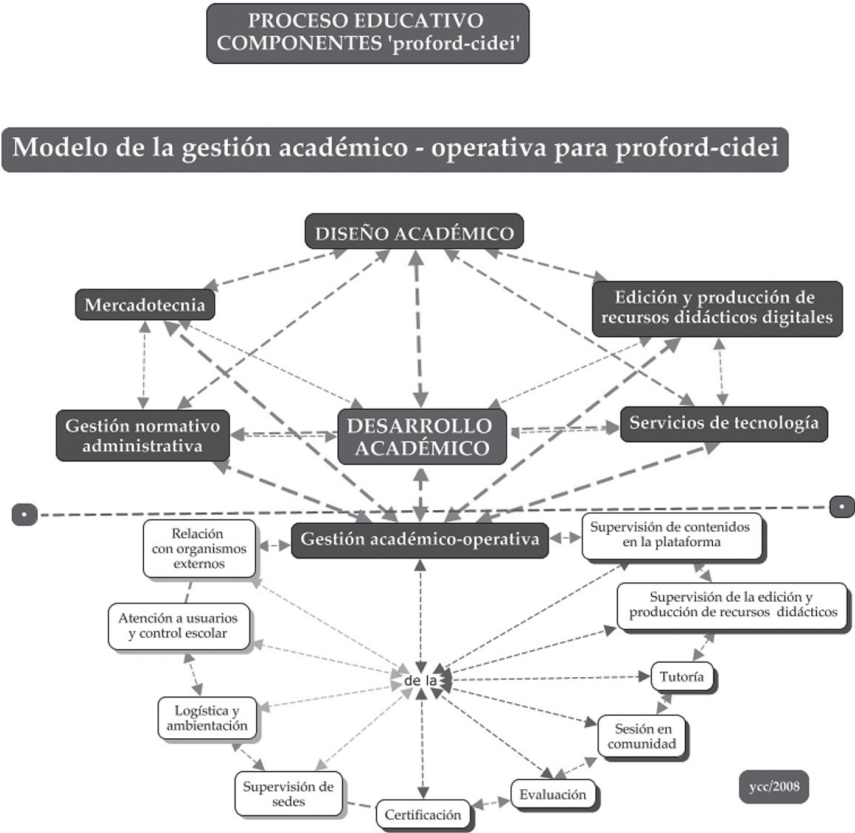 PROCESO EDUCATIVO
COMPONENTES 'proford-cidei'
Modelo de la gestión académico - operativa para proford-cidei
DISEÑO ACADÉMICO
Mercadotecnia
Edición y producción de
recursos didácticos digitales
Gestión normativo
administrativa
DESARROLLO
ACADÉMICO
Servicios de tecnología
Gestión académico-operativa
Relación
con organismos
externos
Supervisión de contenidos
en la plataforma
Atención a usuarios
y control escolar
Supervisión de la edición y
producción de recursos didácticos
de la
Tutoría
Logística y
ambientación
Sesión en
comunidad
Supervisión de
sedes
Evaluación
Certificación
ycc/2008